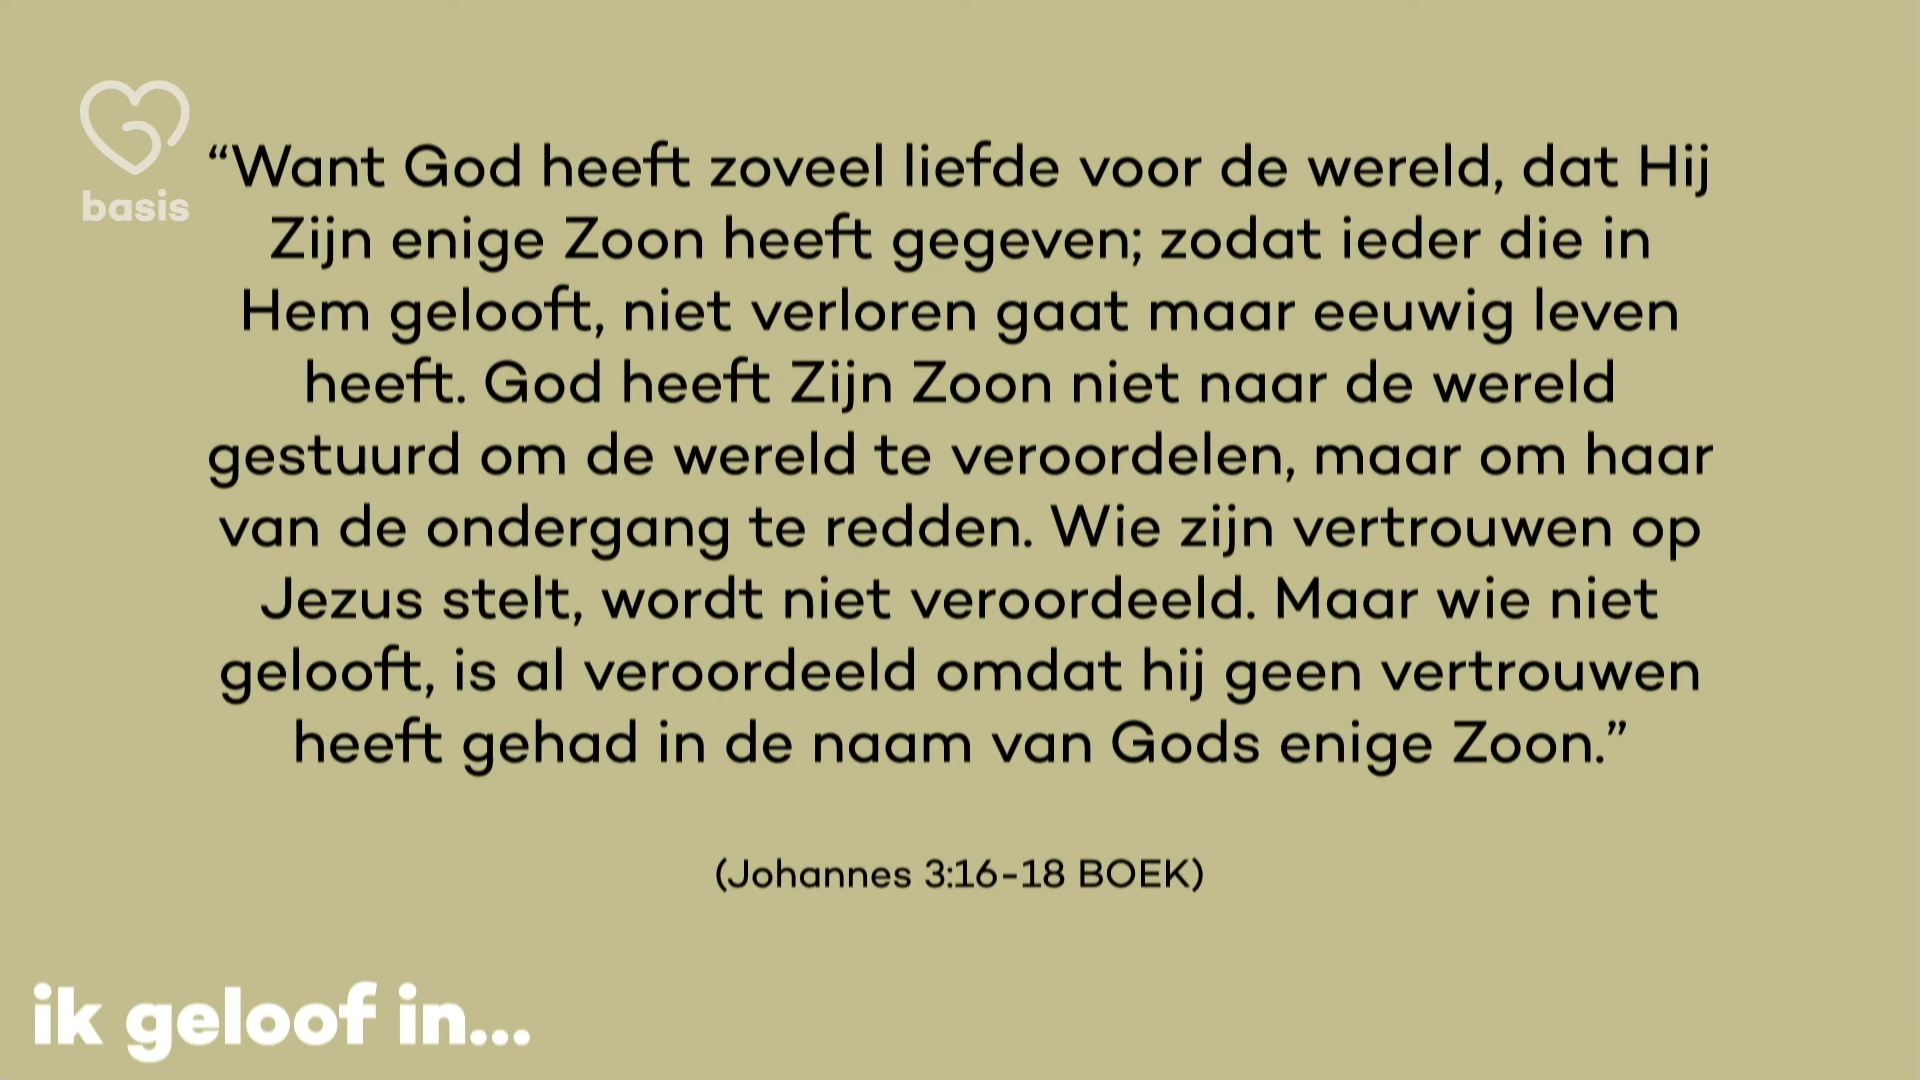 basis
“Want God heeft zoveel liefde voor de wereld, dat Hij
Zijn enige Zoon heeft gegeven; zodat ieder die in
Hem gelooft, niet verloren gaat maar eeuwig leven
heeft. God heeft Zijn Zoon niet naar de wereld
gestuurd om de wereld te veroordelen, maar om haar
van de ondergang te redden. Wie zijn vertrouwen op
Jezus stelt, wordt niet veroordeeld. Maar wie niet
gelooft, is al veroordeeld omdat hij geen vertrouwen
heeft gehad in de naam van Gods enige Zoon.”
(Johannes 3:16-18 BOEK)
ik geloof in...